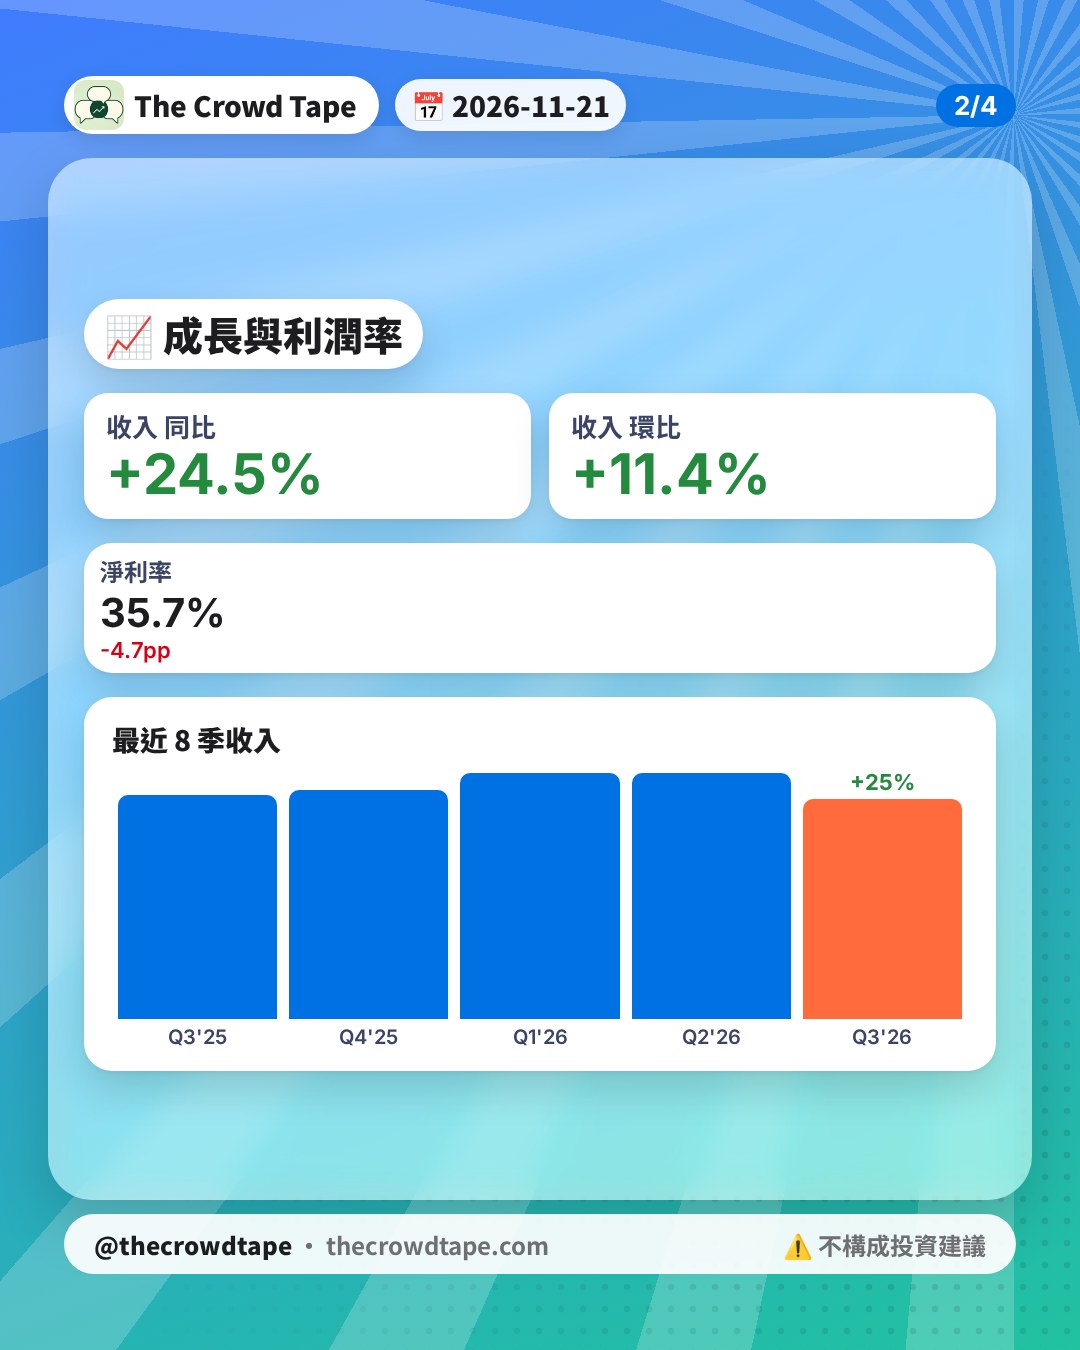 The Crowd Tape
2026-11-21
2/4
成長與利潤率
收入 同比
+24.5%
收入 環比
+11.4%
淨利率
35.7%
-4.7pp
最近 8 季收入
+25%
Q3'25
Q4'25
Q1'26
Q2'26
Q3'26
@thecrowdtape • thecrowdtape.com
⚠️ 不構成投資建議